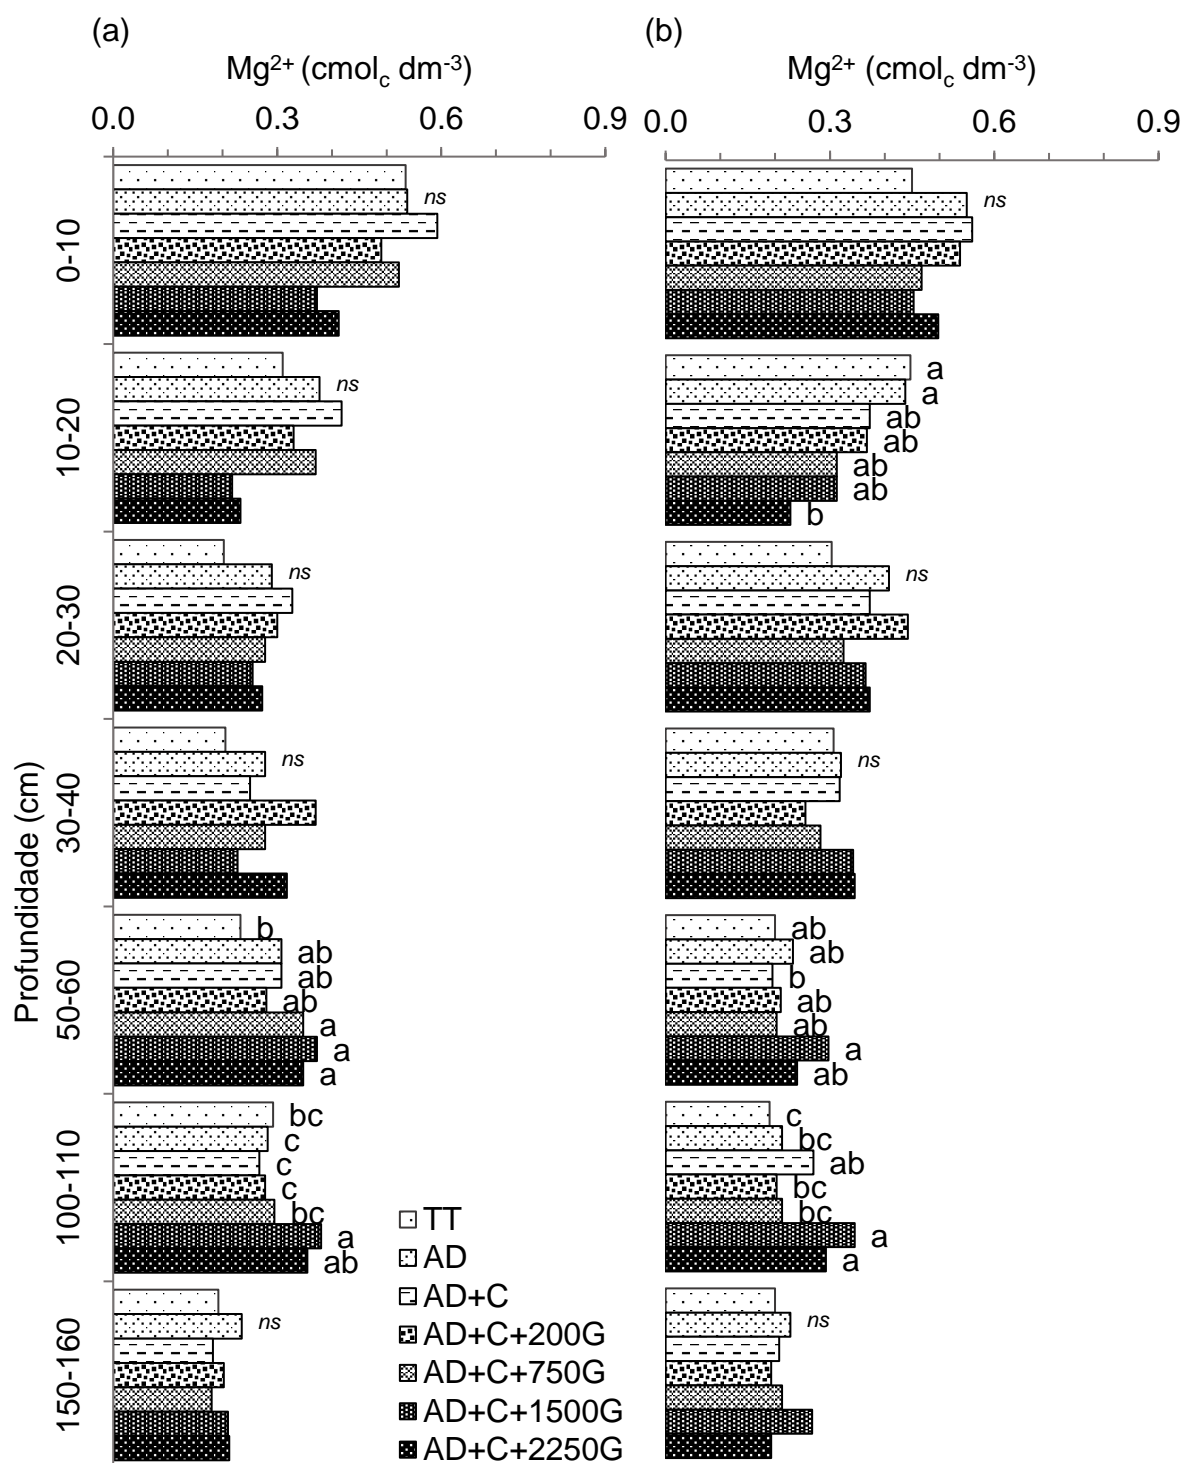 (a)
Mg²⁺ (cmol_c dm⁻³)
0.0 0.3 0.6 0.9
(b)
Mg²⁺ (cmol_c dm⁻³)
0.0 0.3 0.6 0.9
Profundidade (cm)
0-10
ns
ns
10-20
ns
a
a
ab
ab
ab
ab
b
20-30
ns
ns
30-40
ns
ns
50-60
b
ab
ab
ab
a
a
a
ab
ab
b
ab
ab
a
ab
100-110
bc
c
c
c
bc
a
ab
c
bc
ab
bc
bc
a
a
150-160
ns
ns
TT
AD
AD+C
AD+C+200G
AD+C+750G
AD+C+1500G
AD+C+2250G